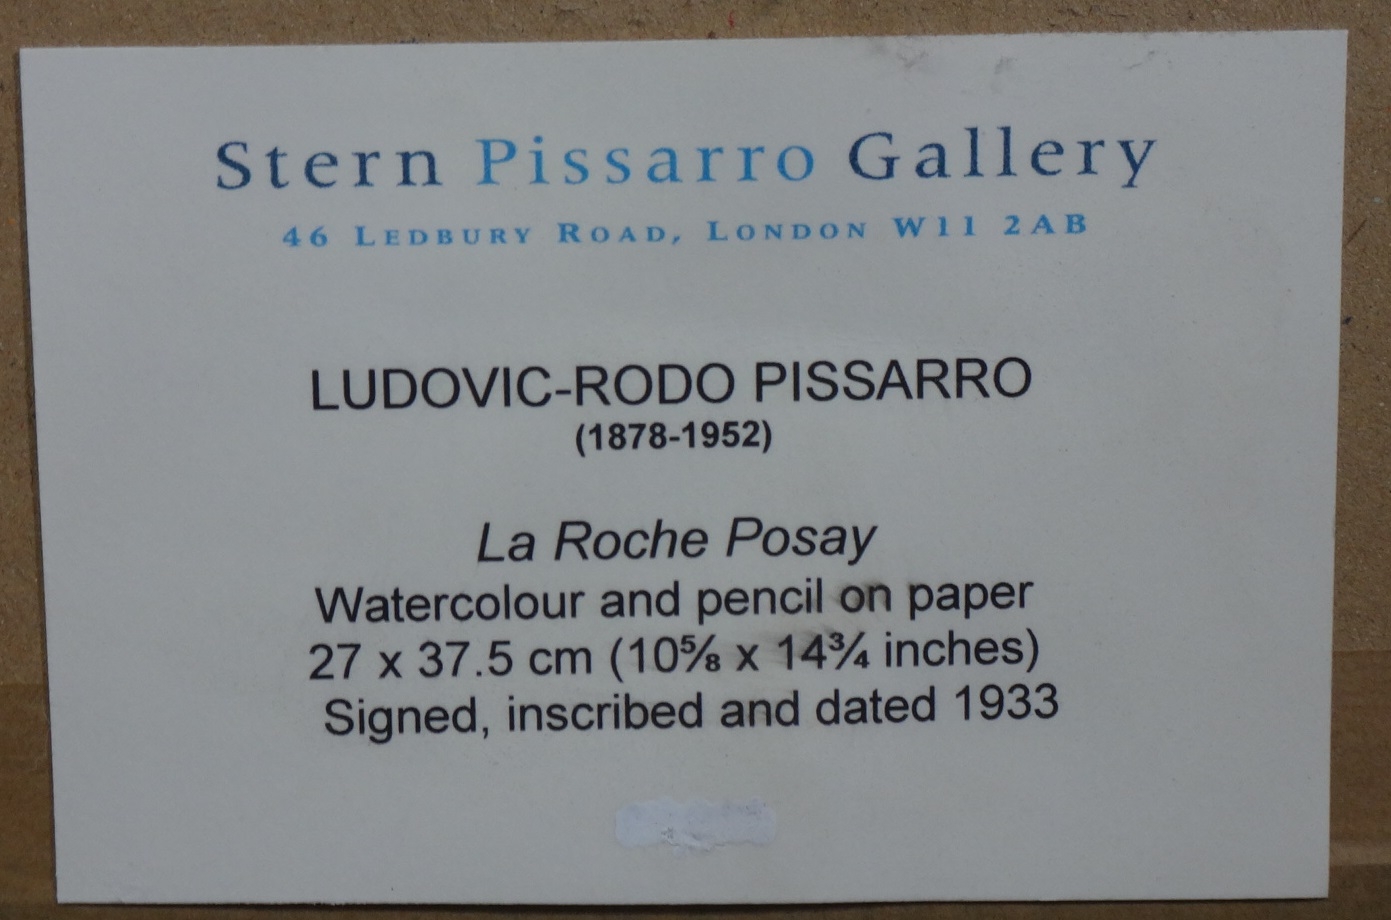 Stern Pissarro Gallery
46 Ledbury Road, London W11 2AB
LUDOVIC-RODO PISSARRO
(1878-1952)
La Roche Posay
Watercolour and pencil on paper
27 x 37.5 cm (10⅝ x 14¾ inches)
Signed, inscribed and dated 1933